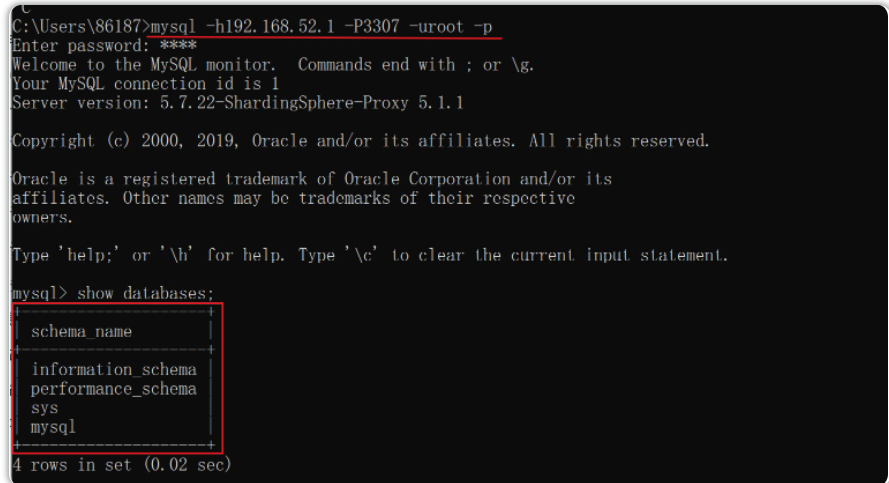 C:\Users\86187>mysql -h192.168.52.1 -P3307 -uroot -p
Enter password: ****
Welcome to the MySQL monitor.  Commands end with ; or \g.
Your MySQL connection id is 1
Server version: 5.7.22-ShardingSphere-Proxy 5.1.1
Copyright (c) 2000, 2019, Oracle and/or its affiliates. All rights reserved.
Oracle is a registered trademark of Oracle Corporation and/or its
affiliates. Other names may be trademarks of their respective
owners.
Type 'help;' or '\h' for help. Type '\c' to clear the current input statement.
mysql> show databases;
+--------------------+
| schema_name        |
+--------------------+
| information_schema |
| performance_schema |
| sys                |
| mysql              |
+--------------------+
4 rows in set (0.02 sec)